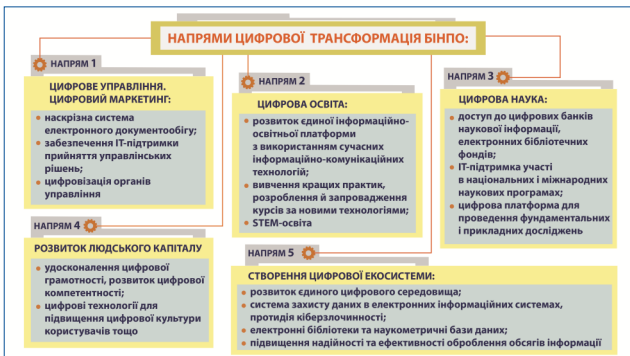 НАПРЯМИ ЦИФРОВОЇ ТРАНСФОРМАЦІЯ БІНПО:
НАПРЯМ 1
ЦИФРОВЕ УПРАВЛІННЯ.
ЦИФРОВИЙ МАРКЕТИНГ:
• наскрізна система
електронного документообігу;
• забезпечення ІТ-підтримки
прийняття управлінських
рішень;
• цифровізація органів
управління
НАПРЯМ 2
ЦИФРОВА ОСВІТА:
• розвиток єдиної інформаційно-
освітньої платформи
з використанням сучасних
інформаційно-комунікаційних
технологій;
• вивчення кращих практик,
розроблення й запровадження
курсів за новими технологіями;
• STEM-освіта
НАПРЯМ 3
ЦИФРОВА НАУКА:
• доступ до цифрових банків
наукової інформації,
електронних бібліотечних
фондів;
• ІТ-підтримка участі
в національних і міжнародних
наукових програмах;
• цифрова платформа для
проведення фундаментальних
і прикладних досліджень
НАПРЯМ 4
РОЗВИТОК ЛЮДСЬКОГО КАПІТАЛУ
• удосконалення цифрової
грамотності, розвиток цифрової
компетентності;
• цифрові технології для
підвищення цифрової культури
користувачів тощо
НАПРЯМ 5
СТВОРЕННЯ ЦИФРОВОЇ ЕКОСИСТЕМИ:
• розвиток єдиного цифрового середовища;
• система захисту даних в електронних інформаційних системах,
протидія кіберзлочинності;
• електронні бібліотеки та наукометричні бази даних;
• підвищення надійності та ефективності оброблення обсягів інформації